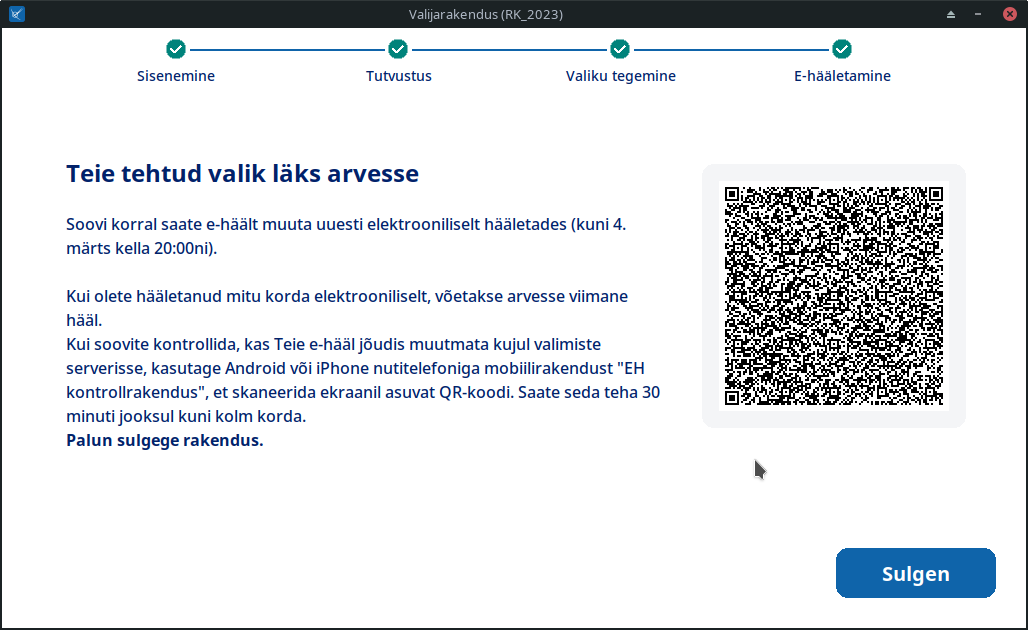 Valijarakendus (RK_2023)
Sisenemine
Tutvustus
Valiku tegemine
E-hääletamine
Teie tehtud valik läks arvesse
Soovi korral saate e-häält muuta uuesti elektrooniliselt hääletades (kuni 4.
märts kella 20:00ni).
Kui olete hääletanud mitu korda elektrooniliselt, võetakse arvesse viimane
hääl.
Kui soovite kontrollida, kas Teie e-hääl jõudis muutmata kujul valimiste
serverisse, kasutage Android või iPhone nutitelefoniga mobiilirakendust "EH
kontrollrakendus", et skaneerida ekraanil asuvat QR-koodi. Saate seda teha 30
minuti jooksul kuni kolm korda.
Palun sulgege rakendus.
Sulgen